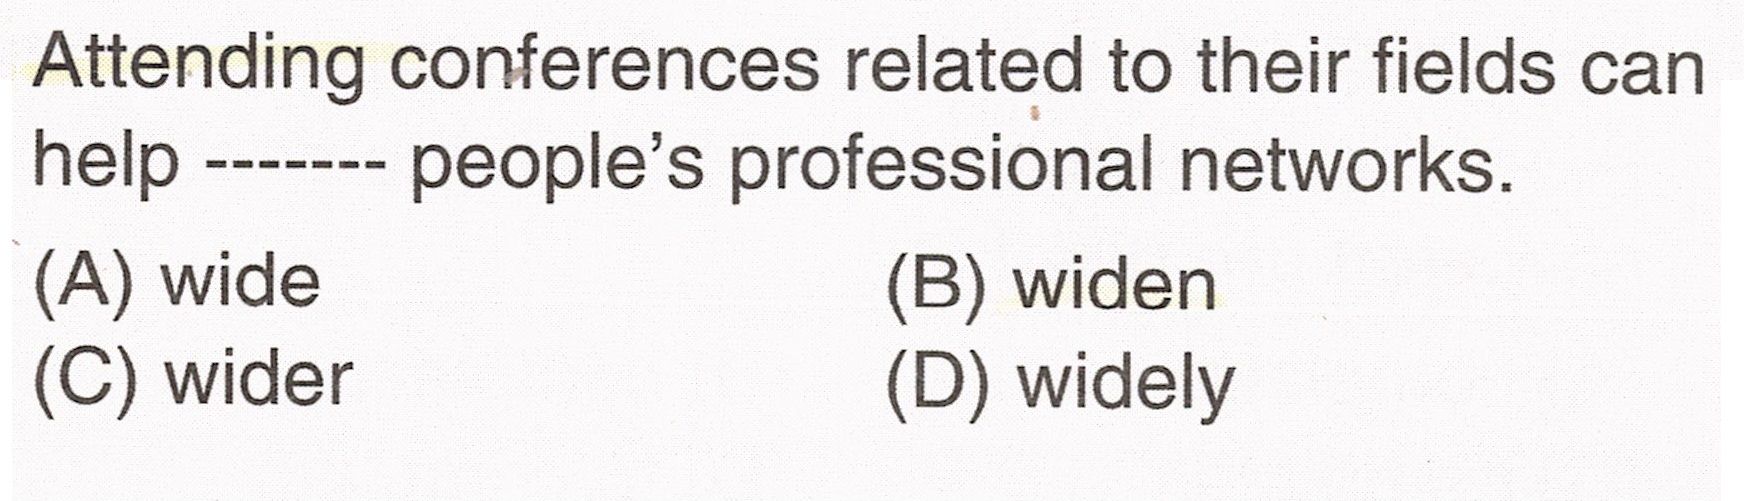 Attending conferences related to their fields can
help ------- people's professional networks.
(A) wide (B) widen
(C) wider (D) widely